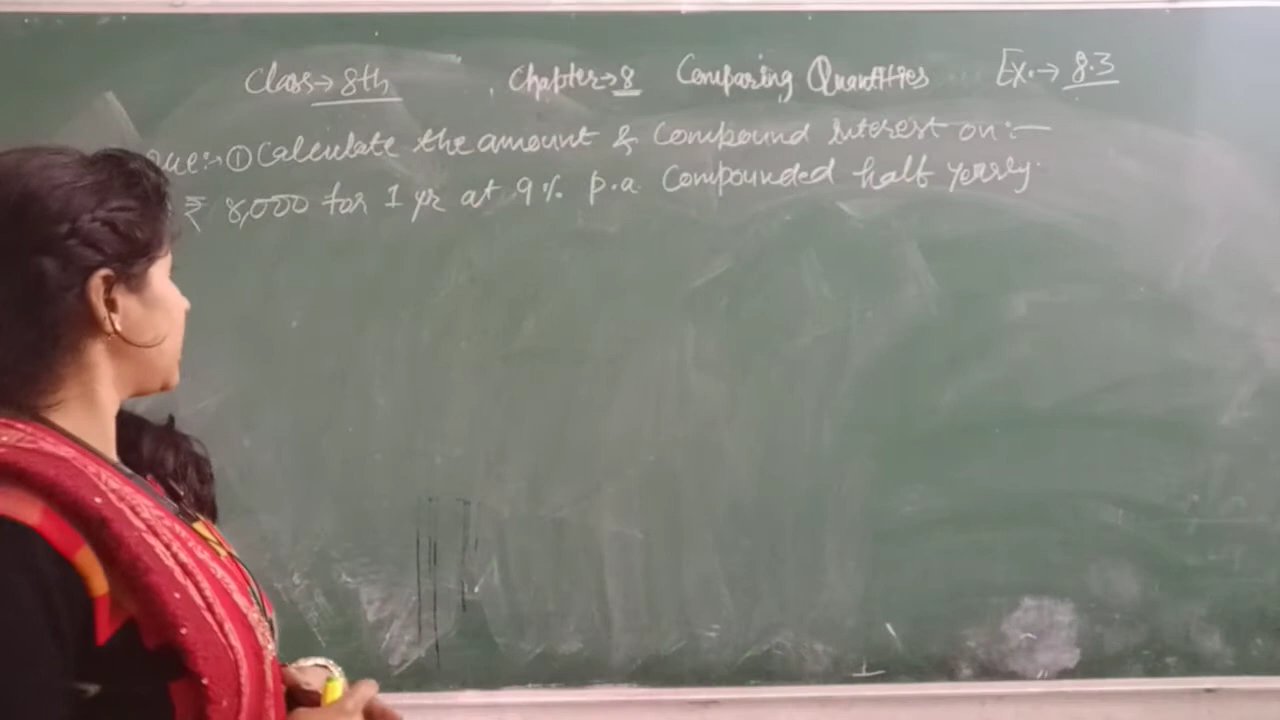 Class→ 8th , Chapter→8 Comparing Quantities Ex.→ 8.3
Que:→ ① Calculate the amount & Compound interest on:—
₹ 8,000 for 1 yr at 9% p.a. Compounded half yearly.